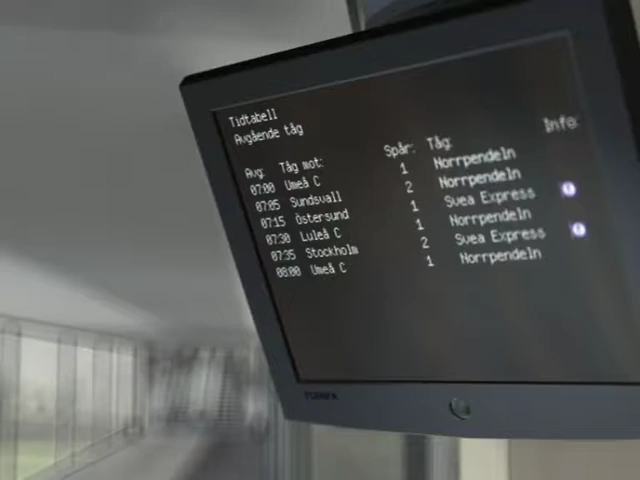 Tidtabell
Avgående tåg
Avg: Tåg mot: Spår: Tåg: Info:
07:00 Umeå C 1 Norrpendeln
07:05 Sundsvall 2 Norrpendeln
07:15 Östersund 1 Svea Express
07:30 Luleå C 1 Norrpendeln
07:35 Stockholm 2 Svea Express
08:00 Umeå C 1 Norrpendeln